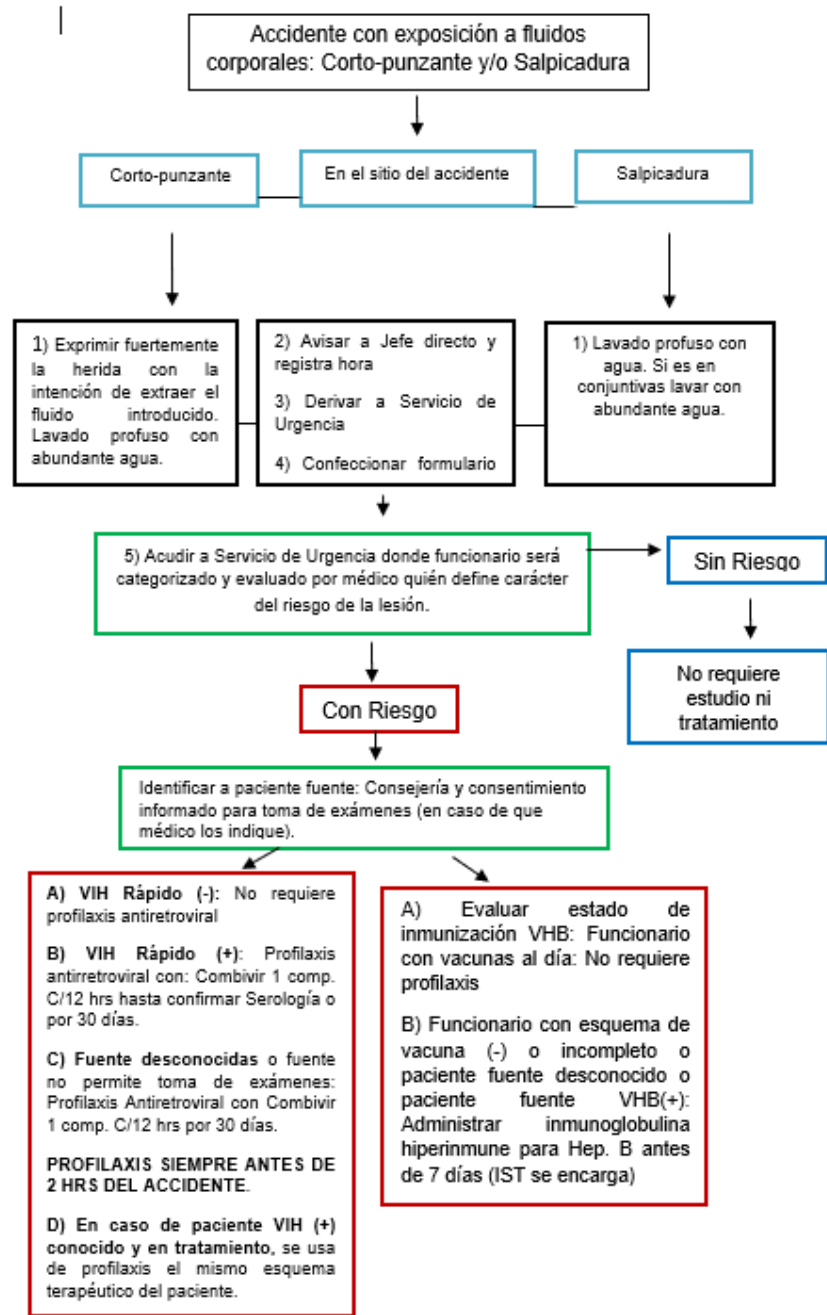 Accidente con exposición a fluidos
corporales: Corto-punzante y/o Salpicadura
Corto-punzante
En el sitio del accidente
Salpicadura
1) Exprimir fuertemente
la herida con la
intención de extraer el
fluido introducido.
Lavado profuso con
abundante agua.
2) Avisar a Jefe directo y
registra hora
3) Derivar a Servicio de
Urgencia
4) Confeccionar formulario
1) Lavado profuso con
agua. Si es en
conjuntivas lavar con
abundante agua.
5) Acudir a Servicio de Urgencia donde funcionario será
categorizado y evaluado por médico quién define carácter
del riesgo de la lesión.
Sin Riesgo
No requiere
estudio ni
tratamiento
Con Riesgo
Identificar a paciente fuente: Consejería y consentimiento
informado para toma de exámenes (en caso de que
médico los indique).
A) VIH Rápido (-): No requiere
profilaxis antiretroviral
B) VIH Rápido (+): Profilaxis
antirretroviral con: Combivir 1 comp.
C/12 hrs hasta confirmar Serología o
por 30 días.
C) Fuente desconocidas o fuente
no permite toma de exámenes:
Profilaxis Antiretroviral con Combivir
1 comp. C/12 hrs por 30 días.
PROFILAXIS SIEMPRE ANTES DE
2 HRS DEL ACCIDENTE.
D) En caso de paciente VIH (+)
conocido y en tratamiento, se usa
de profilaxis el mismo esquema
terapéutico del paciente.
A) Evaluar estado de
inmunización VHB: Funcionario
con vacunas al día: No requiere
profilaxis
B) Funcionario con esquema de
vacuna (-) o incompleto o
paciente fuente desconocido o
paciente fuente VHB(+):
Administrar inmunoglobulina
hiperinmune para Hep. B antes
de 7 días (IST se encarga)